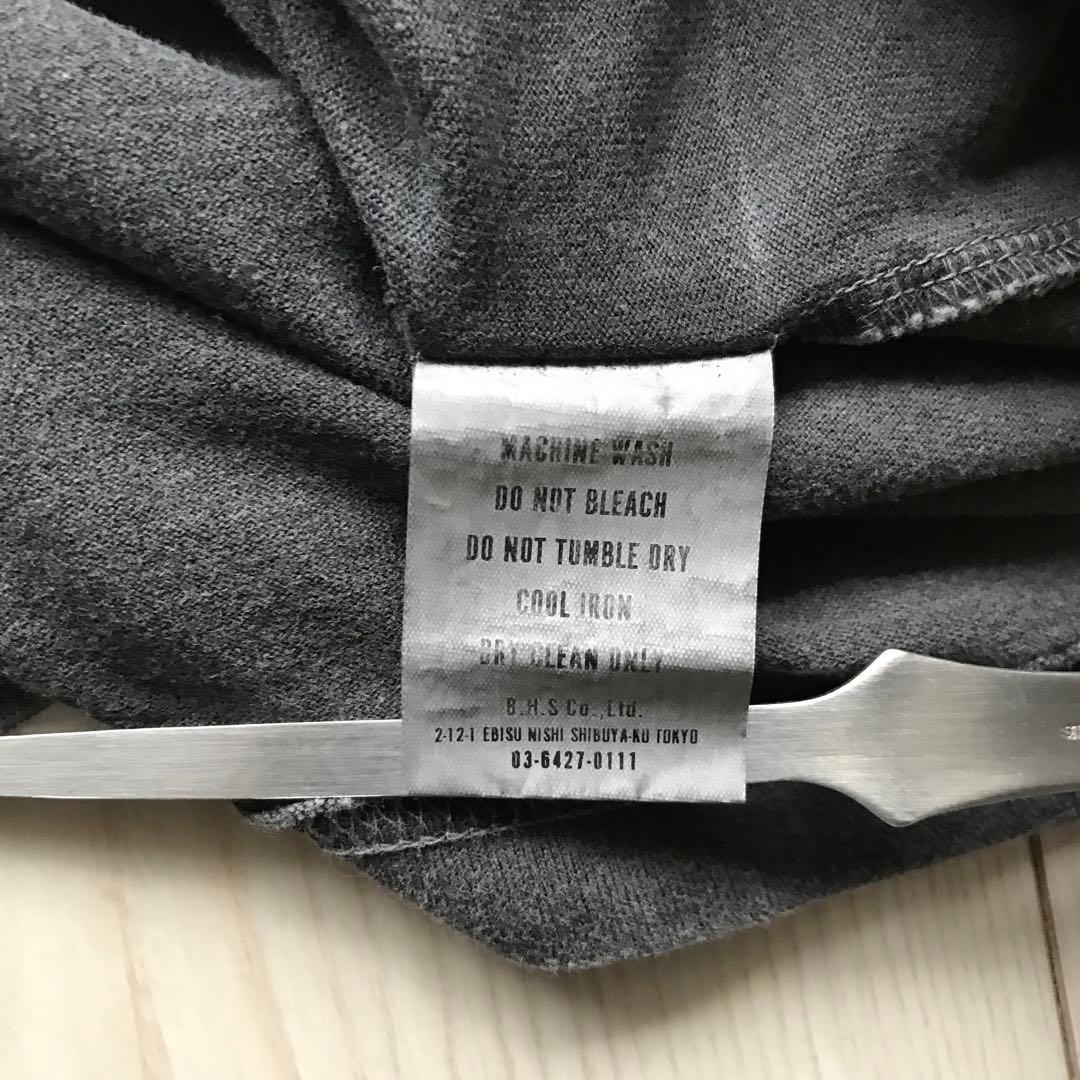 MACHINE WASH
DO NOT BLEACH
DO NOT TUMBLE DRY
COOL IRON
DRY CLEAN ONLY
B.H.S Co.,Ltd.
2-12-1 EBISU NISHI SHIBUYA-KU TOKYO
03-6427-0111